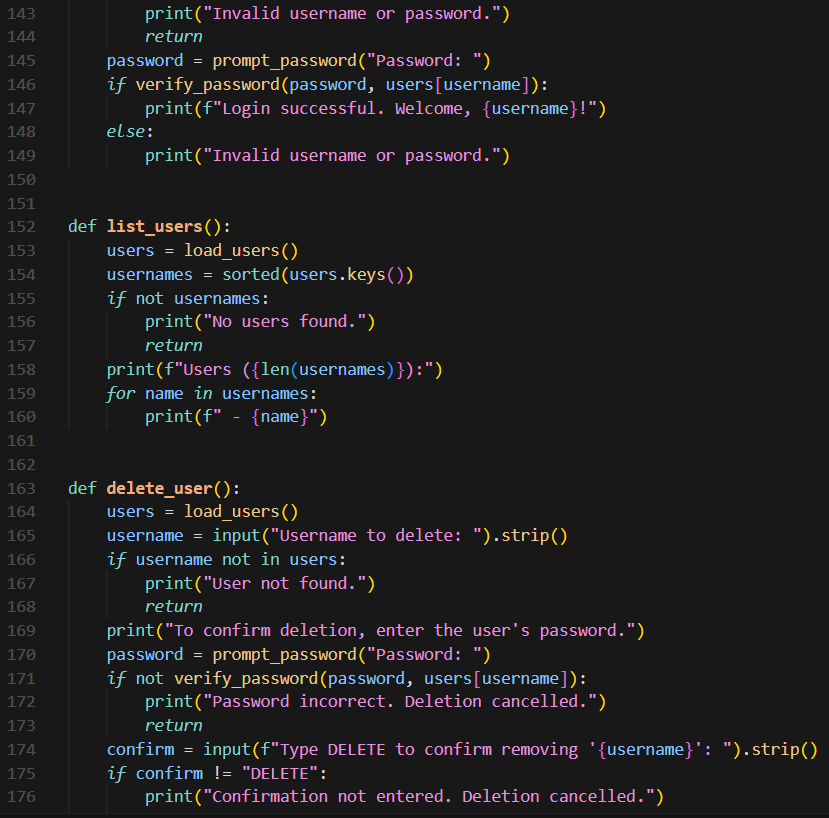 143 print("Invalid username or password.")
144 return
145 password = prompt_password("Password: ")
146 if verify_password(password, users[username]):
147 print(f"Login successful. Welcome, {username}!")
148 else:
149 print("Invalid username or password.")
150
151
152 def list_users():
153 users = load_users()
154 usernames = sorted(users.keys())
155 if not usernames:
156 print("No users found.")
157 return
158 print(f"Users ({len(usernames)}):")
159 for name in usernames:
160 print(f" - {name}")
161
162
163 def delete_user():
164 users = load_users()
165 username = input("Username to delete: ").strip()
166 if username not in users:
167 print("User not found.")
168 return
169 print("To confirm deletion, enter the user's password.")
170 password = prompt_password("Password: ")
171 if not verify_password(password, users[username]):
172 print("Password incorrect. Deletion cancelled.")
173 return
174 confirm = input(f"Type DELETE to confirm removing '{username}': ").strip()
175 if confirm != "DELETE":
176 print("Confirmation not entered. Deletion cancelled.")